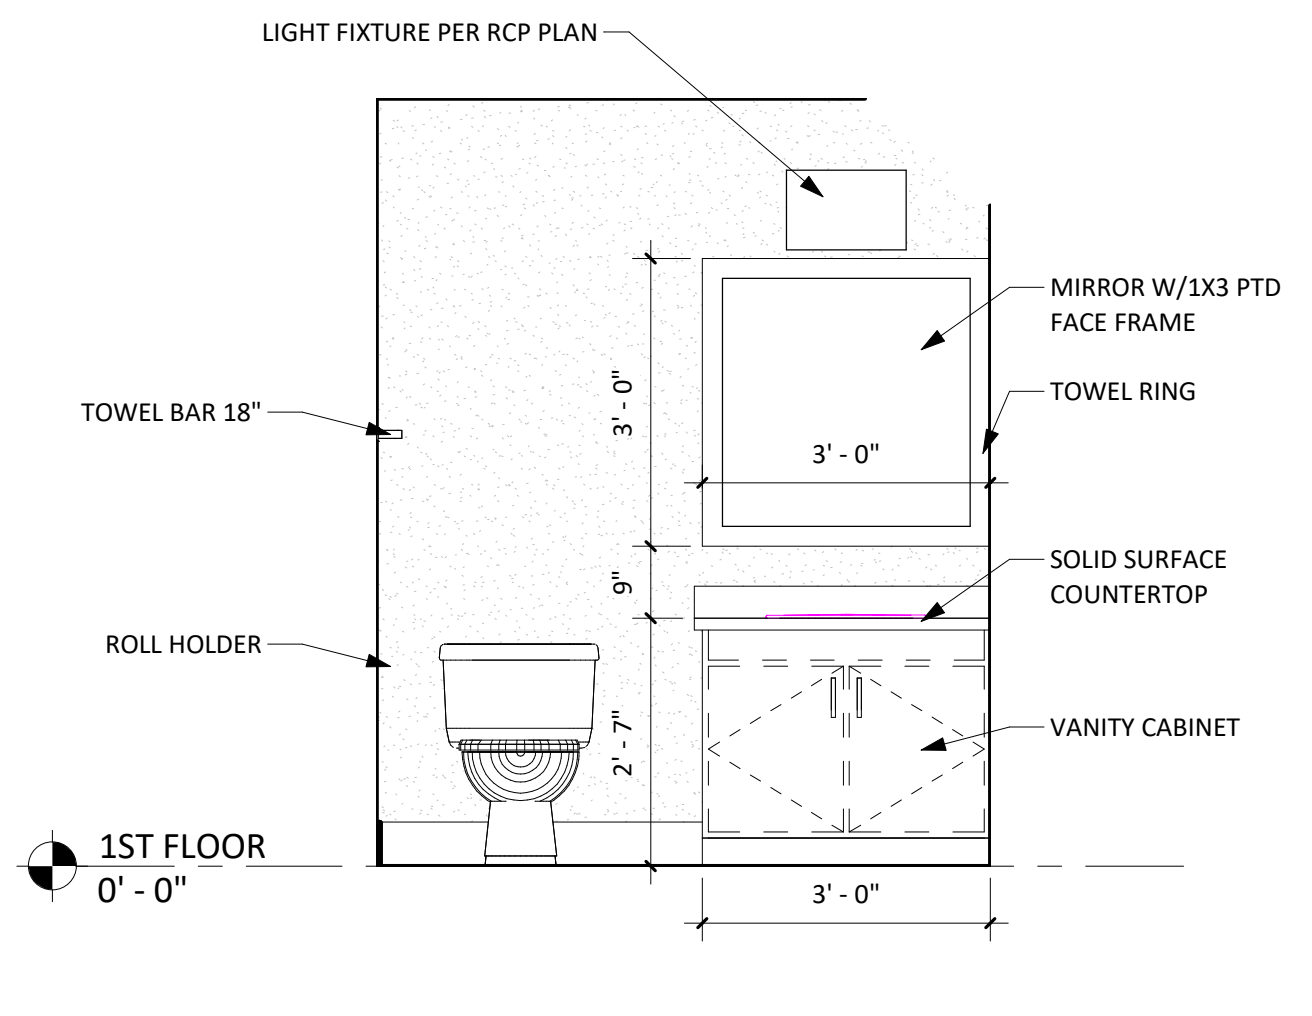 LIGHT FIXTURE PER RCP PLAN
MIRROR W/1X3 PTD
FACE FRAME
TOWEL RING
TOWEL BAR 18"
3' - 0"
3' - 0"
SOLID SURFACE
COUNTERTOP
9"
ROLL HOLDER
2' - 7"
VANITY CABINET
1ST FLOOR
0' - 0"
3' - 0"